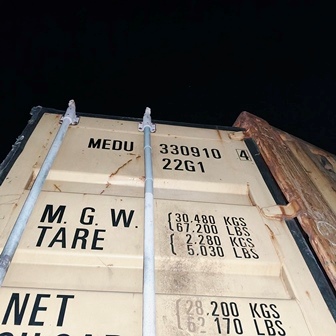 MEDU 330910 4
22G1
M.G.W. 30.480 KGS
67.200 LBS
TARE 2.280 KGS
5.030 LBS
NET 28.200 KGS
62.170 LBS